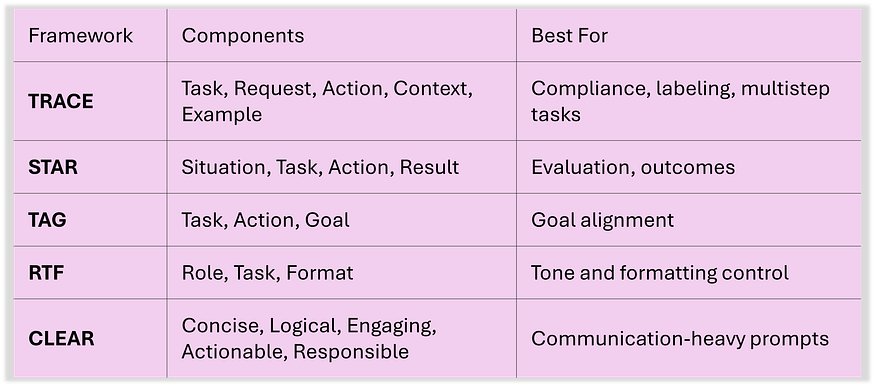 Framework Components Best For
TRACE Task, Request, Action, Context, Example Compliance, labeling, multistep tasks
STAR Situation, Task, Action, Result Evaluation, outcomes
TAG Task, Action, Goal Goal alignment
RTF Role, Task, Format Tone and formatting control
CLEAR Concise, Logical, Engaging, Actionable, Responsible Communication-heavy prompts